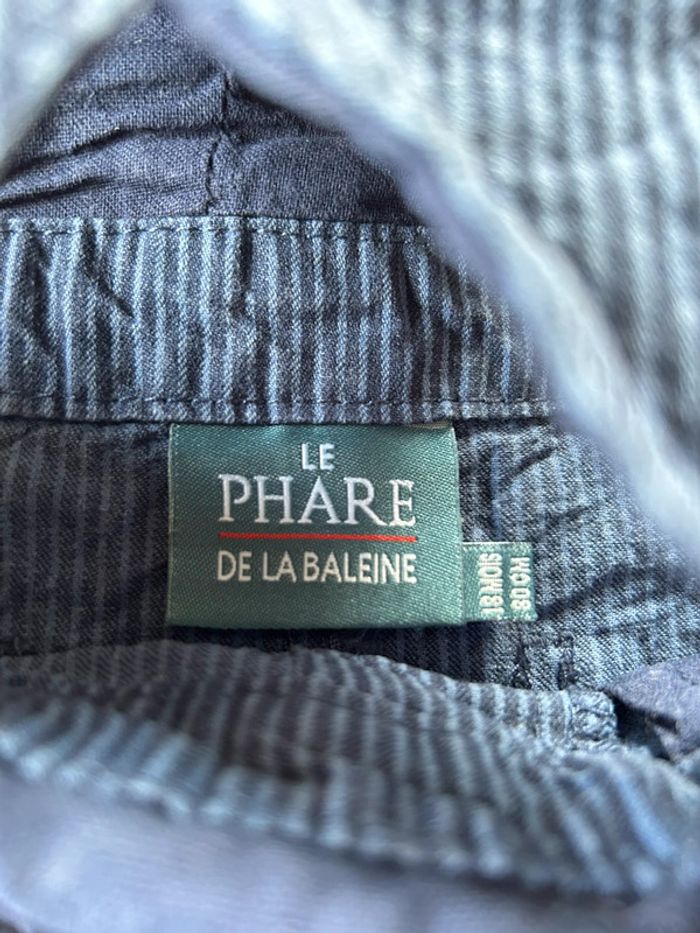 LE
PHARE
DE LA BALEINE
18 MOIS
80 CM